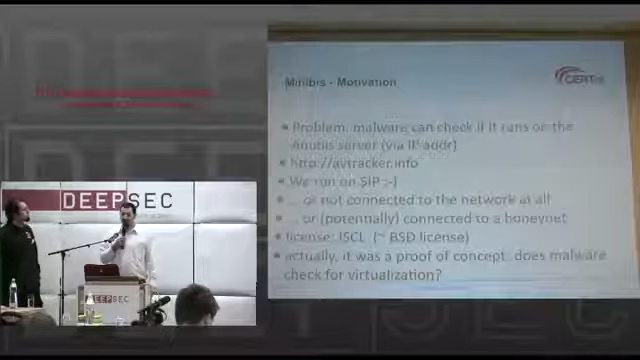 Minibis - Motivation
CERT.at
• Problem: malware can check if it runs on the
Anubis server (via IP addr)
• http://avtracker.info
• We run on SIP ;-)
• ... or not connected to the network at all
• ... or (potentially) connected to a honeynet
• license: ISCL (~ BSD license)
• actually, it was a proof of concept: does malware
check for virtualization?
DEEPSEC
DEEPSEC